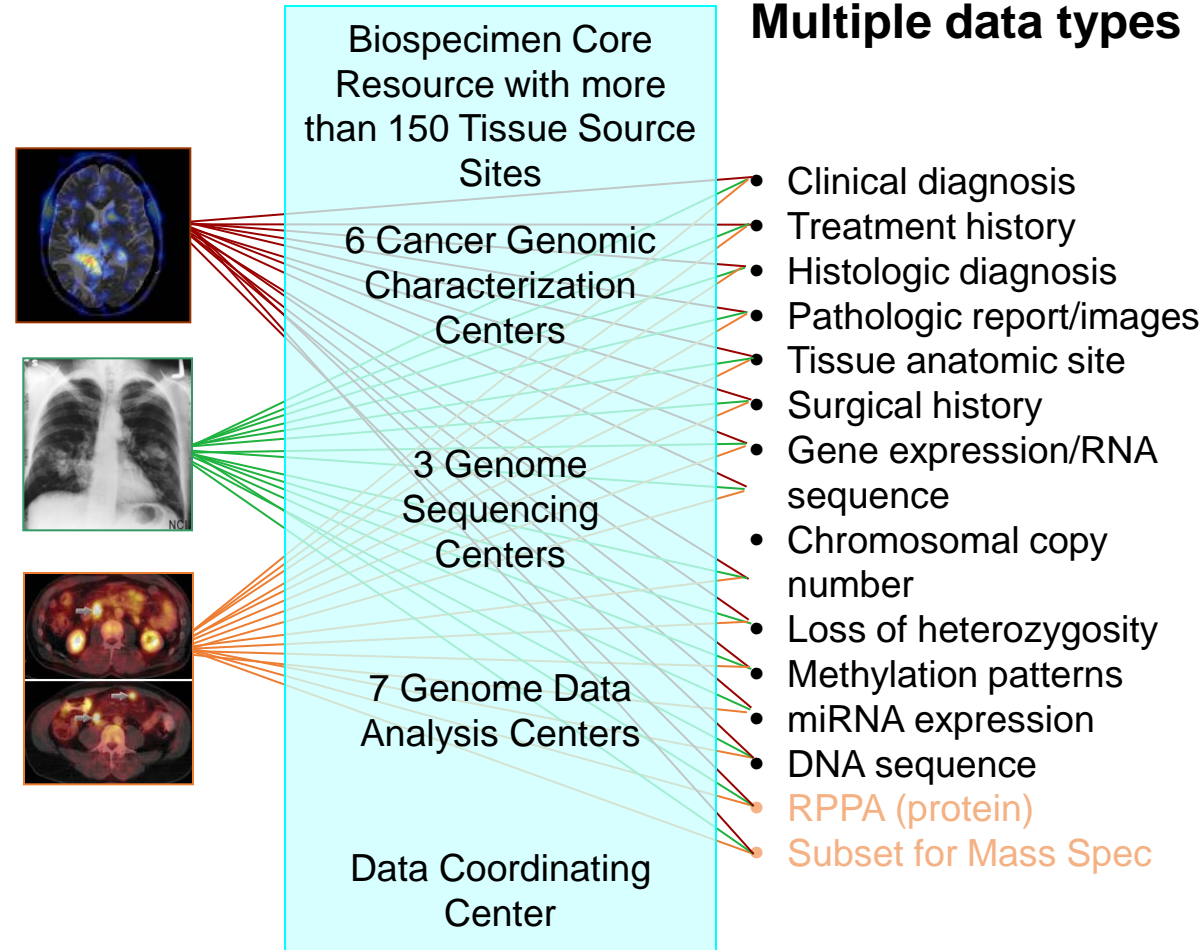 Multiple data types
Biospecimen Core
Resource with more
than 150 Tissue Source
Sites
6 Cancer Genomic
Characterization
Centers
3 Genome
Sequencing
Centers
7 Genome Data
Analysis Centers
Data Coordinating
Center
NCI
• Clinical diagnosis
• Treatment history
• Histologic diagnosis
• Pathologic report/images
• Tissue anatomic site
• Surgical history
• Gene expression/RNA
sequence
• Chromosomal copy
number
• Loss of heterozygosity
• Methylation patterns
• miRNA expression
• DNA sequence
• RPPA (protein)
• Subset for Mass Spec